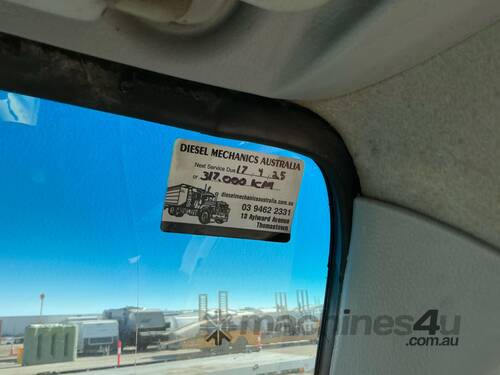 DIESEL MECHANICS AUSTRALIA
Next Service Due 17 4 25
or 317.000 KM
dieselmechanics.com.au
03 9462 2331
13 Aylward Avenue
Thomastown
machines4u
.com.au